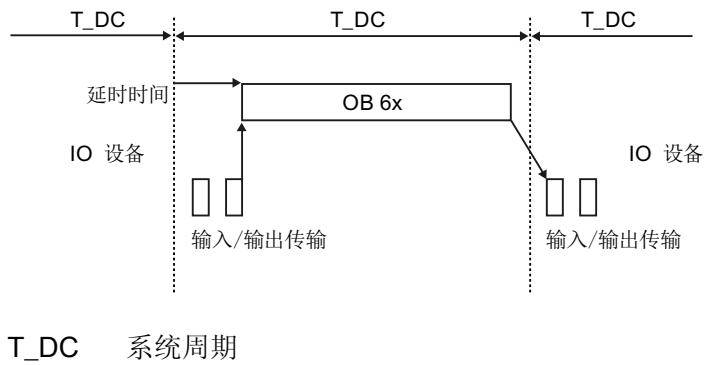 T_DC T_DC T_DC
延时时间
OB 6x
IO 设备 IO 设备
输入/输出传输 输入/输出传输
T_DC 系统周期